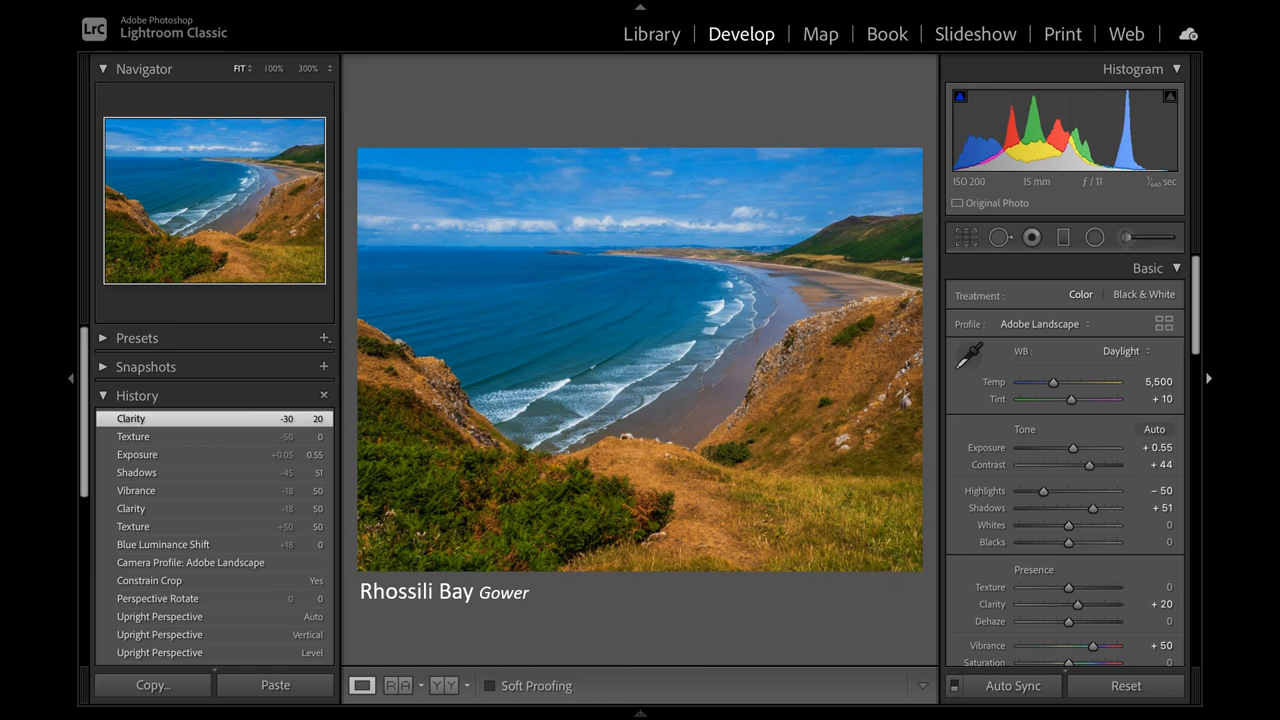 LrC
Adobe Photoshop
Lightroom Classic
Library | Develop | Map | Book | Slideshow | Print | Web |
Navigator FIT 100% 300%
Presets
Snapshots
History
Clarity -30 20
Texture -50 0
Exposure +0.05 0.55
Shadows -45 51
Vibrance -18 50
Clarity -18 50
Texture +50 50
Blue Luminance Shift +18 0
Camera Profile: Adobe Landscape
Constrain Crop Yes
Perspective Rotate 0 0
Upright Perspective Auto
Upright Perspective Vertical
Upright Perspective Level
Copy... Paste
Rhossili Bay Gower
R A Y Y Soft Proofing
Histogram
ISO 200 15 mm ƒ / 11 1/640 sec
Original Photo
Basic
Treatment : Color | Black & White
Profile : Adobe Landscape
WB : Daylight
Temp 5,500
Tint + 10
Tone Auto
Exposure + 0.55
Contrast + 44
Highlights – 50
Shadows + 51
Whites 0
Blacks 0
Presence
Texture 0
Clarity + 20
Dehaze 0
Vibrance + 50
Saturation 0
Auto Sync Reset